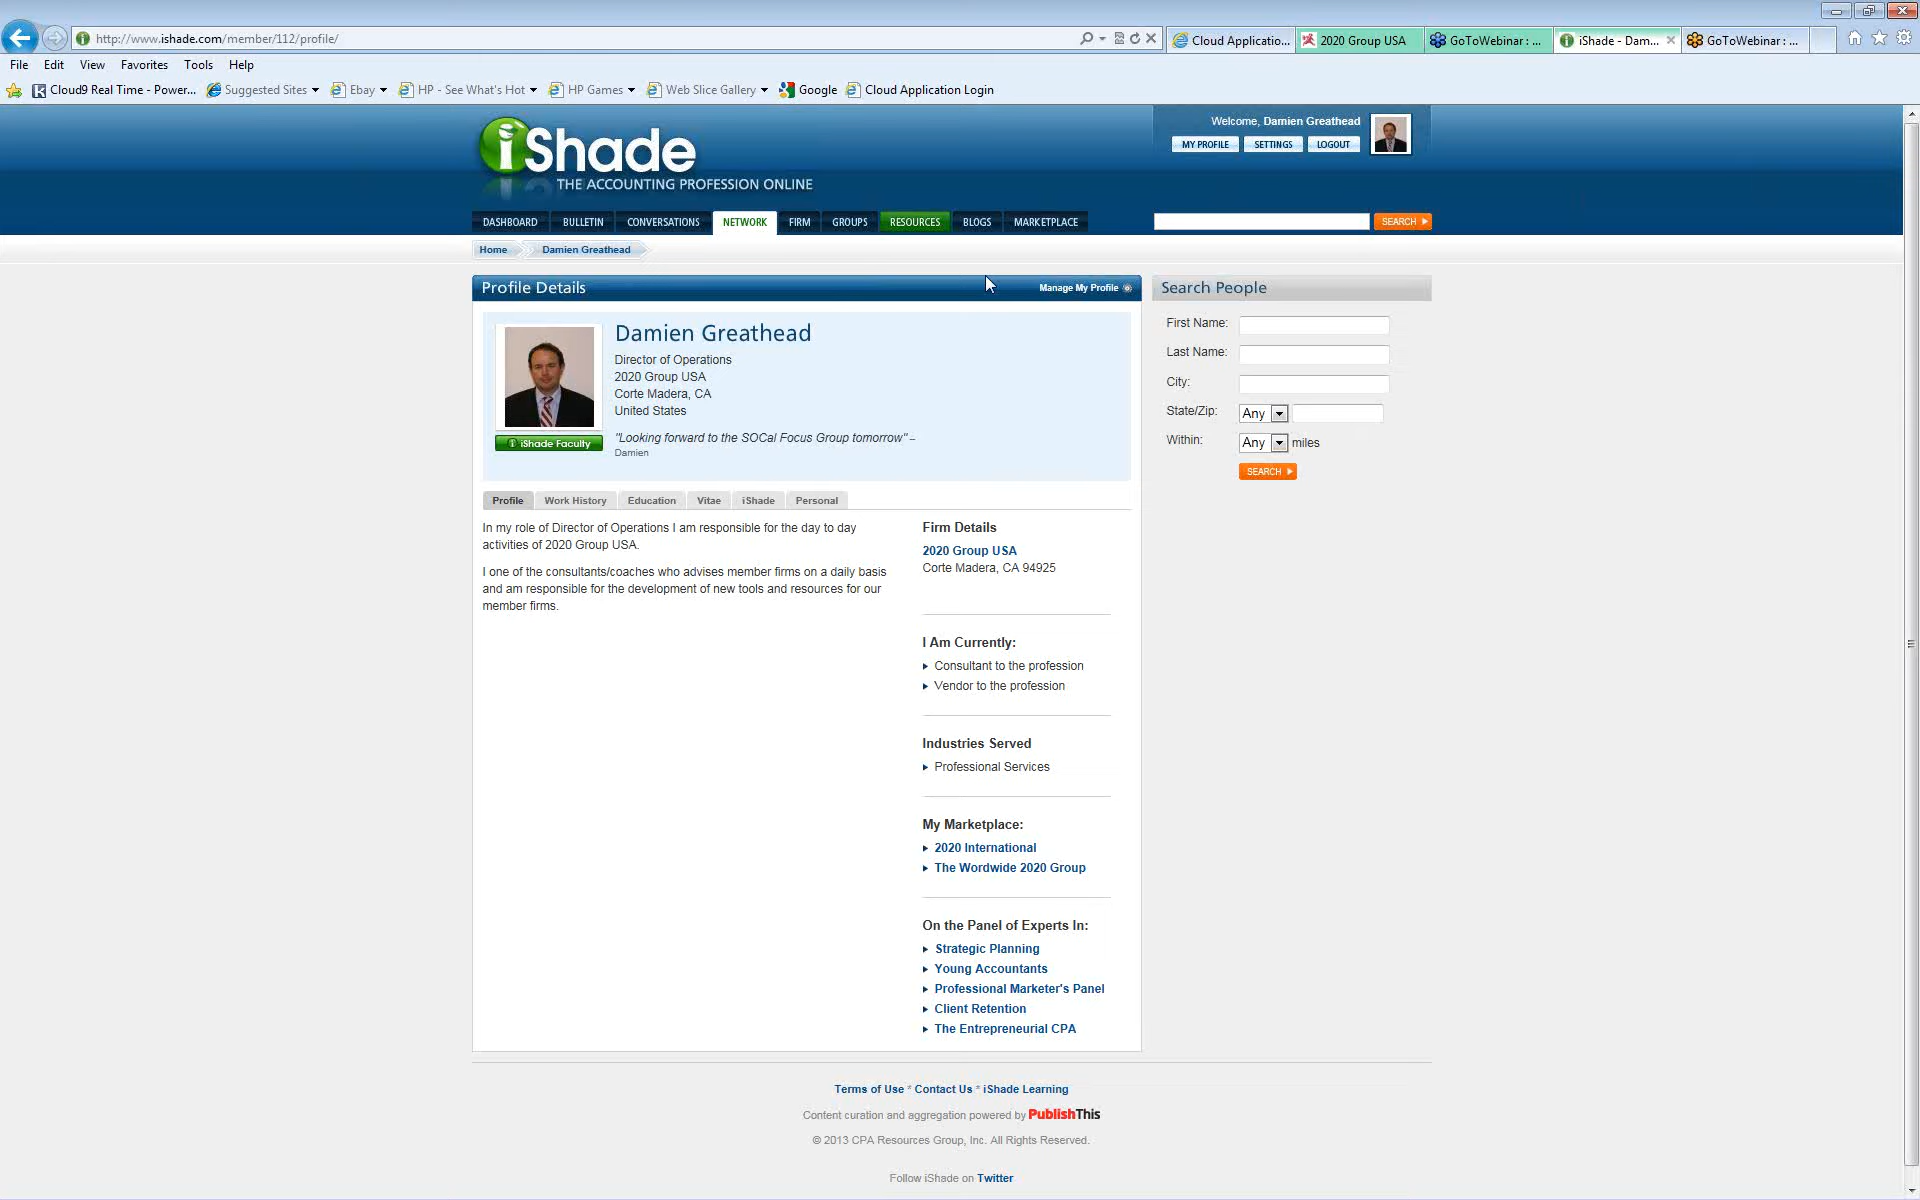 http://www.ishade.com/member/112/profile/
Cloud Applicatio...
2020 Group USA
GoToWebinar : ...
iShade - Dam...
GoToWebinar : ...
File Edit View Favorites Tools Help
Cloud9 Real Time - Power... Suggested Sites Ebay HP - See What's Hot HP Games Web Slice Gallery Google Cloud Application Login
iShade
THE ACCOUNTING PROFESSION ONLINE
Welcome, Damien Greathead
MY PROFILE SETTINGS LOGOUT
DASHBOARD BULLETIN CONVERSATIONS NETWORK FIRM GROUPS RESOURCES BLOGS MARKETPLACE
SEARCH
Home Damien Greathead
Profile Details
Manage My Profile
Damien Greathead
Director of Operations
2020 Group USA
Corte Madera, CA
United States
"Looking forward to the SOCal Focus Group tomorrow" –
Damien
iShade Faculty
Profile Work History Education Vitae iShade Personal
In my role of Director of Operations I am responsible for the day to day
activities of 2020 Group USA.
I one of the consultants/coaches who advises member firms on a daily basis
and am responsible for the development of new tools and resources for our
member firms.
Firm Details
2020 Group USA
Corte Madera, CA 94925
I Am Currently:
Consultant to the profession
Vendor to the profession
Industries Served
Professional Services
My Marketplace:
2020 International
The Wordwide 2020 Group
On the Panel of Experts In:
Strategic Planning
Young Accountants
Professional Marketer's Panel
Client Retention
The Entrepreneurial CPA
Search People
First Name:
Last Name:
City:
State/Zip: Any
Within: Any miles
SEARCH
Terms of Use * Contact Us * iShade Learning
Content curation and aggregation powered by PublishThis
© 2013 CPA Resources Group, Inc. All Rights Reserved.
Follow iShade on Twitter